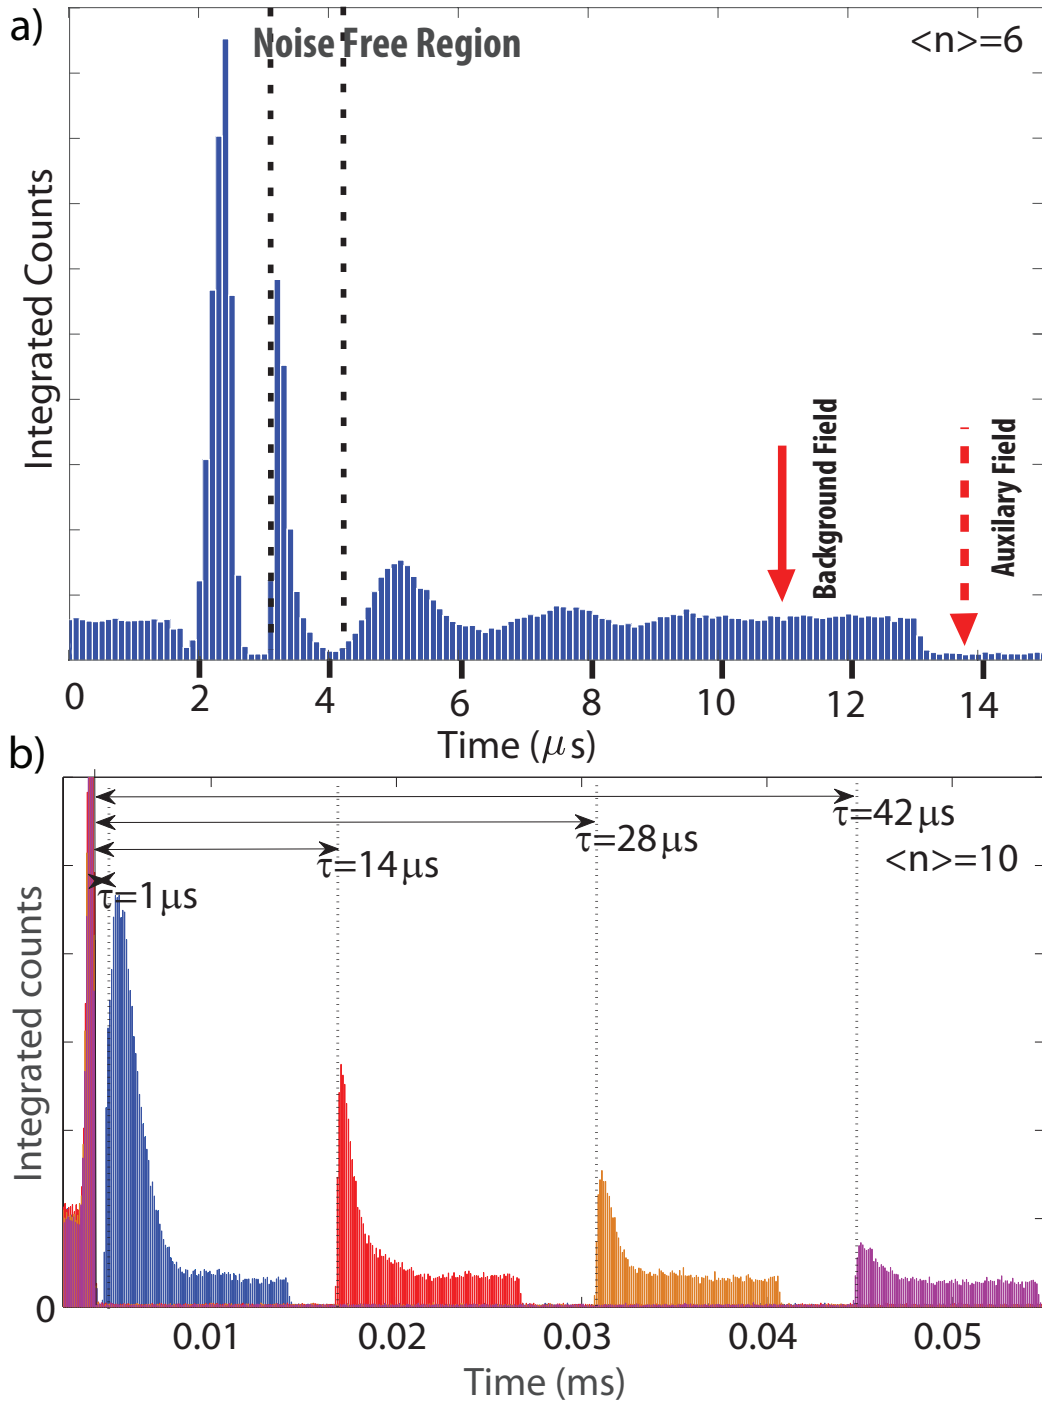 a)
Noise Free Region
<n>=6
Integrated Counts
Background Field
Auxilary Field
0 2 4 6 8 10 12 14
Time (μs)
b)
τ=42μs
τ=28μs
τ=14μs
<n>=10
τ=1μs
Integrated counts
0
0.01 0.02 0.03 0.04 0.05
Time (ms)